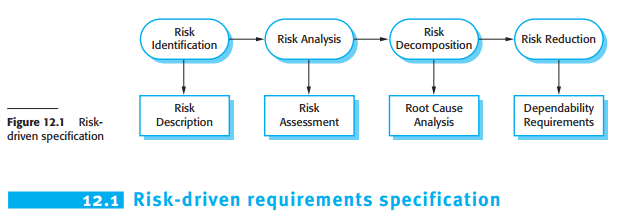 Risk
Identification
Risk Analysis
Risk
Decomposition
Risk Reduction
Risk
Description
Risk
Assessment
Root Cause
Analysis
Dependability
Requirements
Figure 12.1 Risk-
driven specification
12.1 Risk-driven requirements specification